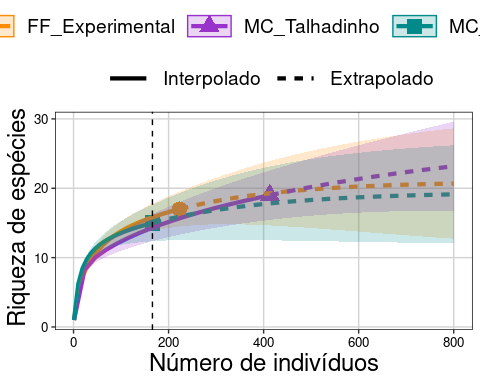 FF_Experimental MC_Talhadinho MC_
Interpolado Extrapolado
30
20
10
0
Riqueza de espécies
0 200 400 600 800
Número de indivíduos